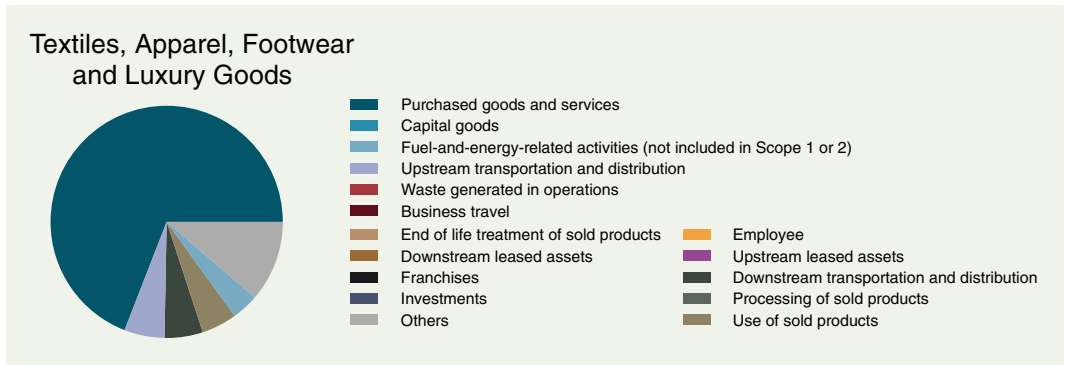 Textiles, Apparel, Footwear
and Luxury Goods
Purchased goods and services
Capital goods
Fuel-and-energy-related activities (not included in Scope 1 or 2)
Upstream transportation and distribution
Waste generated in operations
Business travel
End of life treatment of sold products
Downstream leased assets
Franchises
Investments
Others
Employee
Upstream leased assets
Downstream transportation and distribution
Processing of sold products
Use of sold products